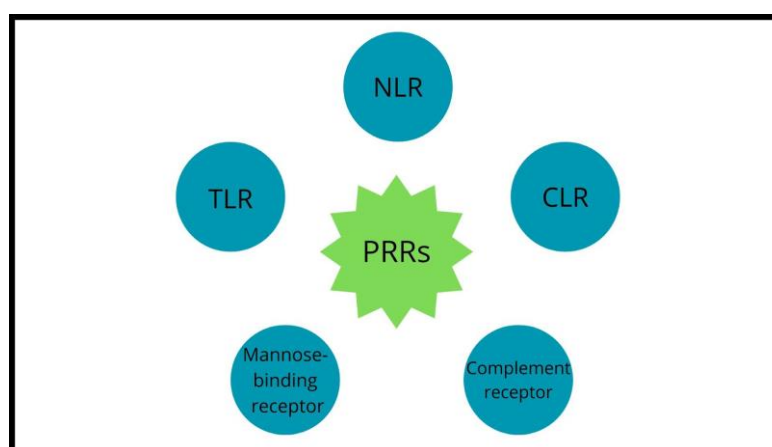 NLR
TLR
CLR
PRRs
Mannose-
binding
receptor
Complement
receptor